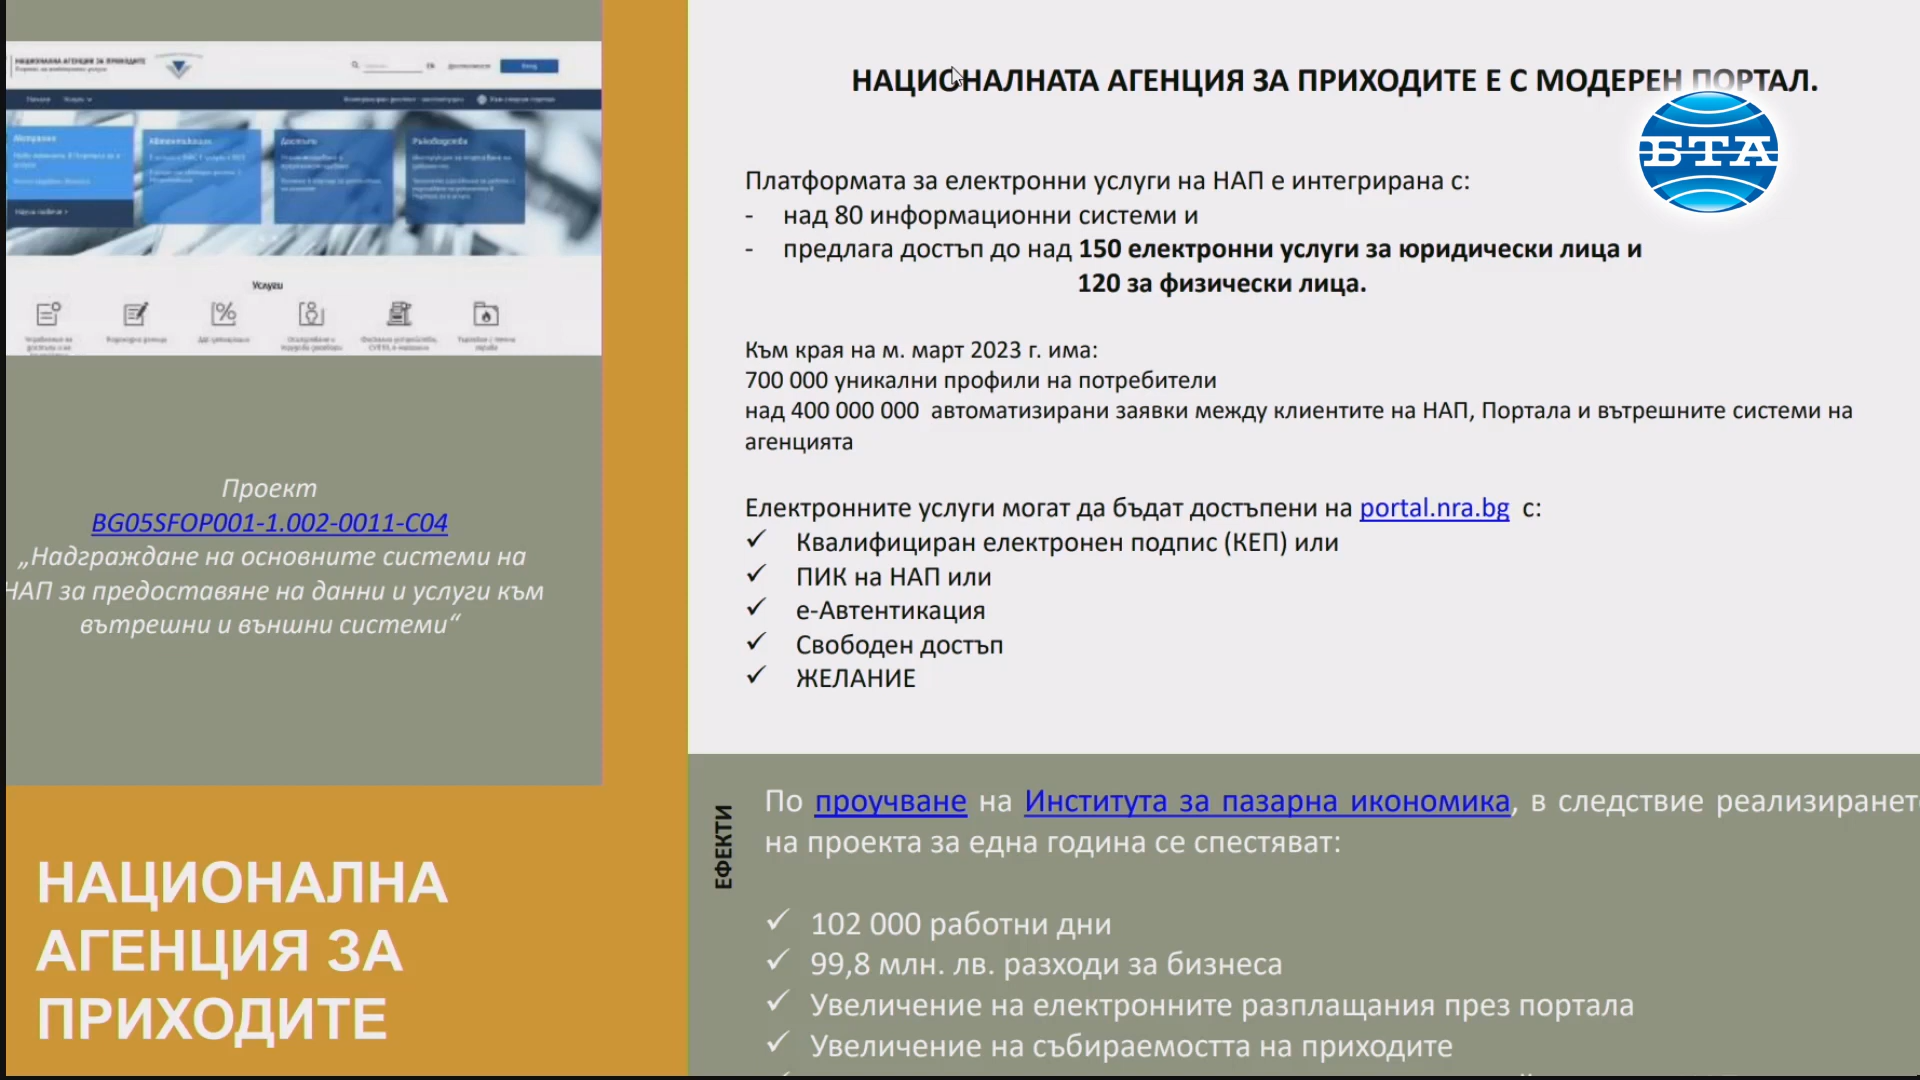 НАЦИОНАЛНА АГЕНЦИЯ ЗА ПРИХОДИТЕ
Услуги
Проект
BG05SFOP001-1.002-0011-C04
„Надграждане на основните системи на
НАП за предоставяне на данни и услуги към
вътрешни и външни системи“
НАЦИОНАЛНА
АГЕНЦИЯ ЗА
ПРИХОДИТЕ
НАЦИОНАЛНАТА АГЕНЦИЯ ЗА ПРИХОДИТЕ Е С МОДЕРЕН ПОРТАЛ.
БТА
Платформата за електронни услуги на НАП е интегрирана с:
- над 80 информационни системи и
- предлага достъп до над 150 електронни услуги за юридически лица и
120 за физически лица.
Към края на м. март 2023 г. има:
700 000 уникални профили на потребители
над 400 000 000 автоматизирани заявки между клиентите на НАП, Портала и вътрешните системи на
агенцията
Електронните услуги могат да бъдат достъпени на portal.nra.bg с:
✓ Квалифициран електронен подпис (КЕП) или
✓ ПИК на НАП или
✓ е-Автентикация
✓ Свободен достъп
✓ ЖЕЛАНИЕ
ЕФЕКТИ
По проучване на Института за пазарна икономика, в следствие реализирането
на проекта за една година се спестяват:
✓ 102 000 работни дни
✓ 99,8 млн. лв. разходи за бизнеса
✓ Увеличение на електронните разплащания през портала
✓ Увеличение на събираемостта на приходите